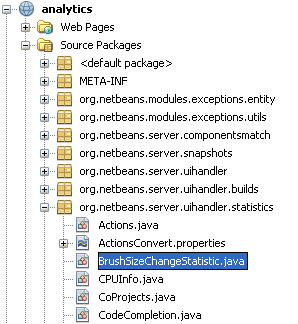 analytics
Web Pages
Source Packages
<default package>
META-INF
org.netbeans.modules.exceptions.entity
org.netbeans.modules.exceptions.utils
org.netbeans.server.componentsmatch
org.netbeans.server.snapshots
org.netbeans.server.uihandler
org.netbeans.server.uihandler.builds
org.netbeans.server.uihandler.statistics
Actions.java
ActionsConvert.properties
BrushSizeChangeStatistic.java
CPUInfo.java
CoProjects.java
CodeCompletion.java